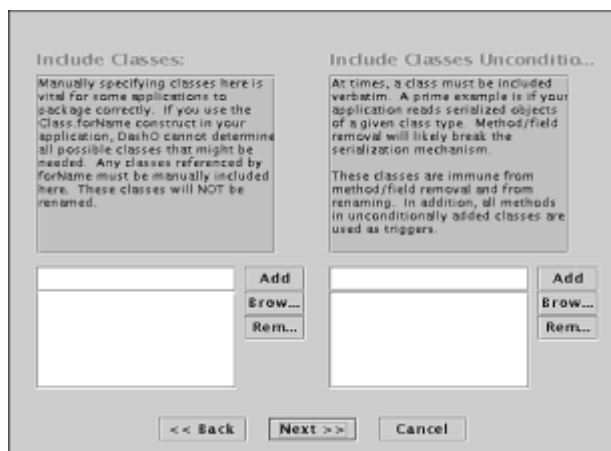 Include Classes:
Manually specifying classes here is
vital for some applications to
package correctly. If you use the
Class.forName construct in your
application, DashO cannot determine
all possible classes that might be
needed. Any classes referenced by
forName must be manually included
here. These classes will NOT be
renamed.
Add
Brow...
Rem...
Include Classes Unconditio...
At times, a class must be included
verbatim. A prime example is if your
application reads serialized objects
of a given class type. Method/field
removal will likely break the
serialization mechanism.
These classes are immune from
method/field removal and from
renaming. In addition, all methods
in unconditionally added classes are
used as triggers.
Add
Brow...
Rem...
<< Back
Next >>
Cancel